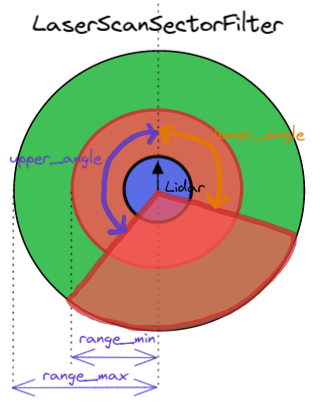 LaserScanSectorFilter
lower_angle
upper_angle
Lidar
range_min
range_max